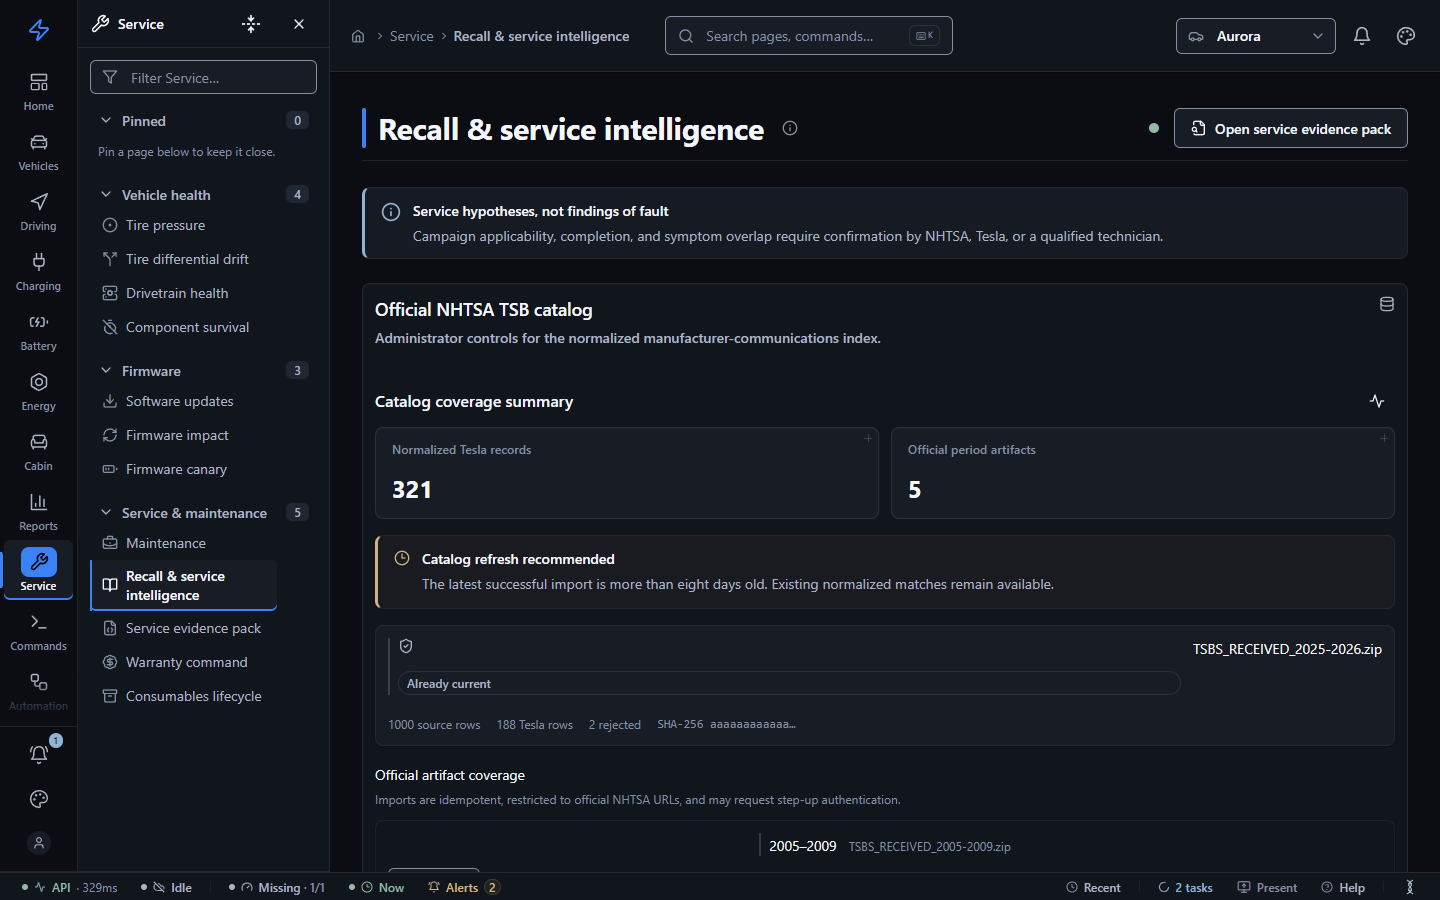 Service
Service
Recall & service intelligence
Search pages, commands...
K
Aurora
Home
Vehicles
Driving
Charging
Battery
Energy
Cabin
Reports
Service
Commands
Automation
1
Filter Service...
Pinned
0
Pin a page below to keep it close.
Vehicle health
4
Tire pressure
Tire differential drift
Drivetrain health
Component survival
Firmware
3
Software updates
Firmware impact
Firmware canary
Service & maintenance
5
Maintenance
Recall & service
intelligence
Service evidence pack
Warranty command
Consumables lifecycle
Recall & service intelligence
Open service evidence pack
Service hypotheses, not findings of fault
Campaign applicability, completion, and symptom overlap require confirmation by NHTSA, Tesla, or a qualified technician.
Official NHTSA TSB catalog
Administrator controls for the normalized manufacturer-communications index.
Catalog coverage summary
Normalized Tesla records
321
Official period artifacts
5
Catalog refresh recommended
The latest successful import is more than eight days old. Existing normalized matches remain available.
TSBS_RECEIVED_2025-2026.zip
Already current
1000 source rows 188 Tesla rows 2 rejected SHA-256 aaaaaaaaaaaa…
Official artifact coverage
Imports are idempotent, restricted to official NHTSA URLs, and may request step-up authentication.
2005–2009 TSBS_RECEIVED_2005-2009.zip
API · 329ms
Idle
Missing · 1/1
Now
Alerts 2
Recent
2 tasks
Present
Help